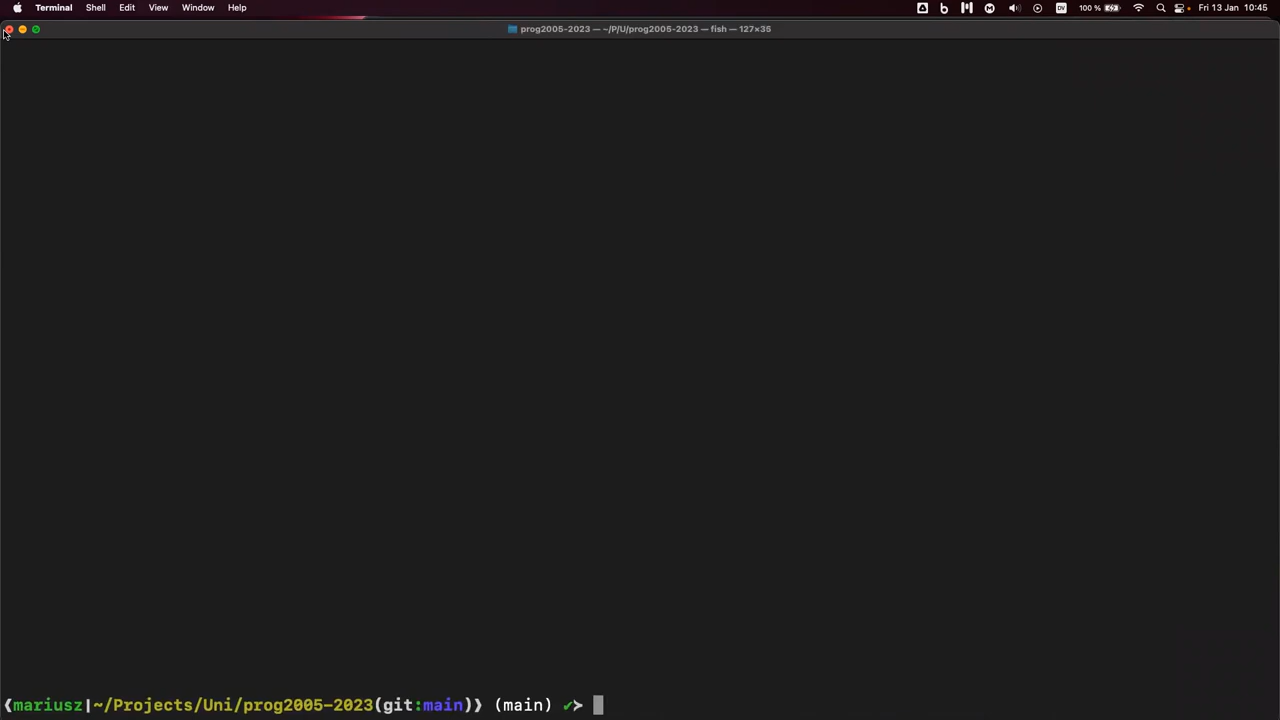 Terminal Shell Edit View Window Help 100 % Fri 13 Jan 10:45
prog2005-2023 — ~/P/U/prog2005-2023 — fish — 127×36
⟪mariusz|~/Projects/Uni/prog2005-2023(git:main)⟫ (main) ✔>